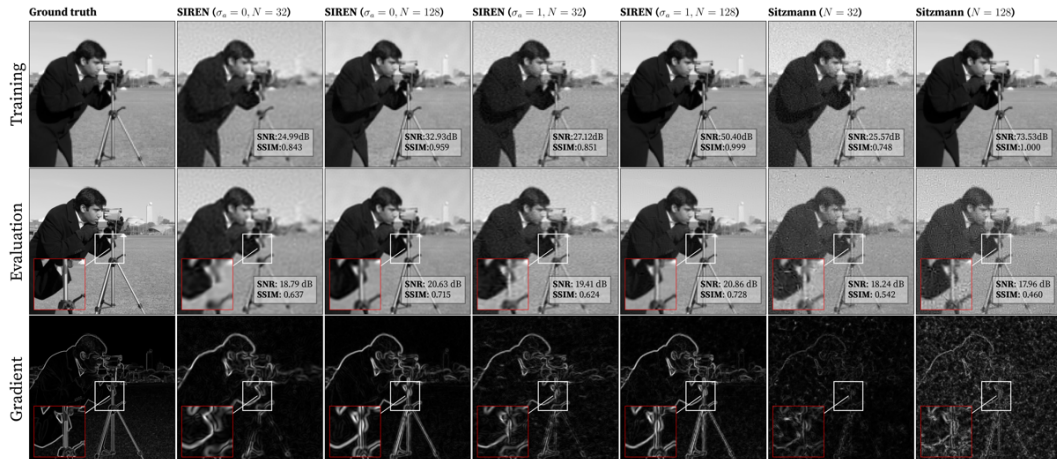 Ground truth
SIREN (σₐ = 0, N = 32)
SIREN (σₐ = 0, N = 128)
SIREN (σₐ = 1, N = 32)
SIREN (σₐ = 1, N = 128)
Sitzmann (N = 32)
Sitzmann (N = 128)
Training
SNR:24.99dB
SSIM:0.843
SNR:32.93dB
SSIM:0.959
SNR:27.12dB
SSIM:0.851
SNR:50.40dB
SSIM:0.999
SNR:25.57dB
SSIM:0.748
SNR:73.53dB
SSIM:1.000
Evaluation
SNR: 18.79 dB
SSIM: 0.637
SNR: 20.63 dB
SSIM: 0.715
SNR: 19.41 dB
SSIM: 0.624
SNR: 20.86 dB
SSIM: 0.728
SNR: 18.24 dB
SSIM: 0.542
SNR: 17.96 dB
SSIM: 0.460
Gradient